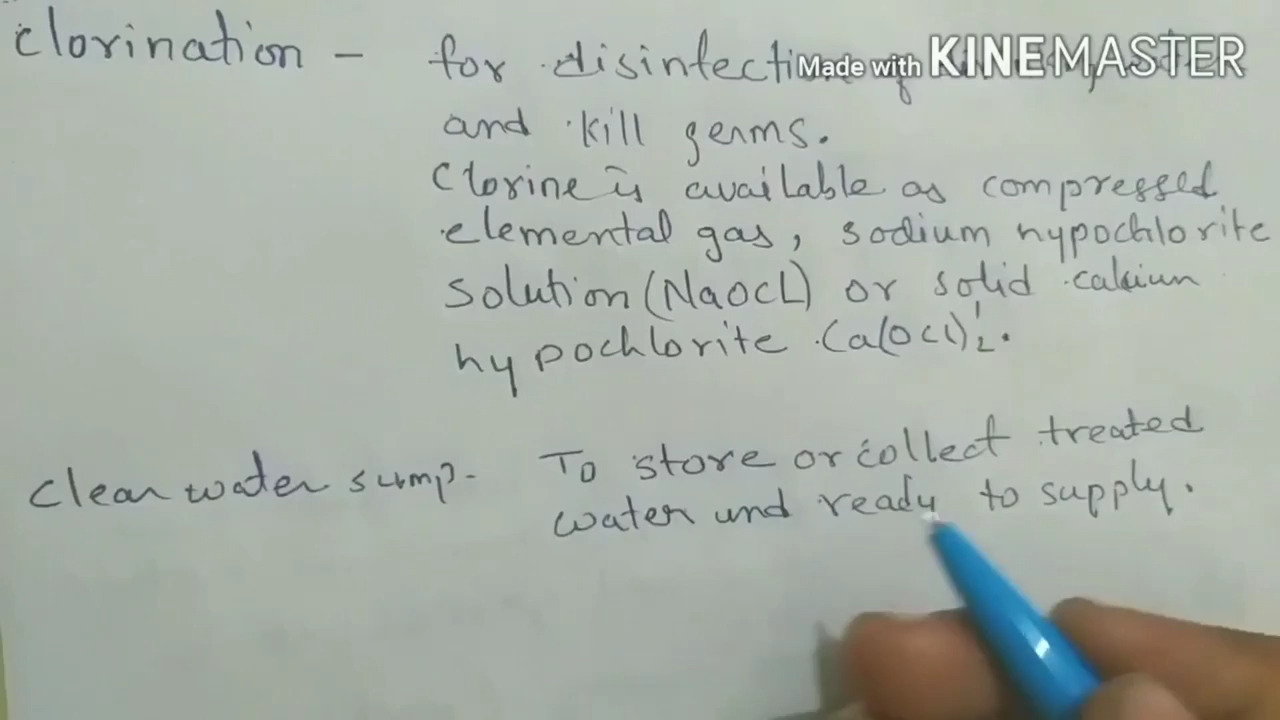 Clorination - for disinfection
Made with KINEMASTER
and kill germs.
Clorine is available as compressed
elemental gas, sodium hypochlorite
solution (NaOCL) or solid calcium
hypochlorite Ca(OCl)2.
Clear water sump- To store or collect treated
water und ready to supply.